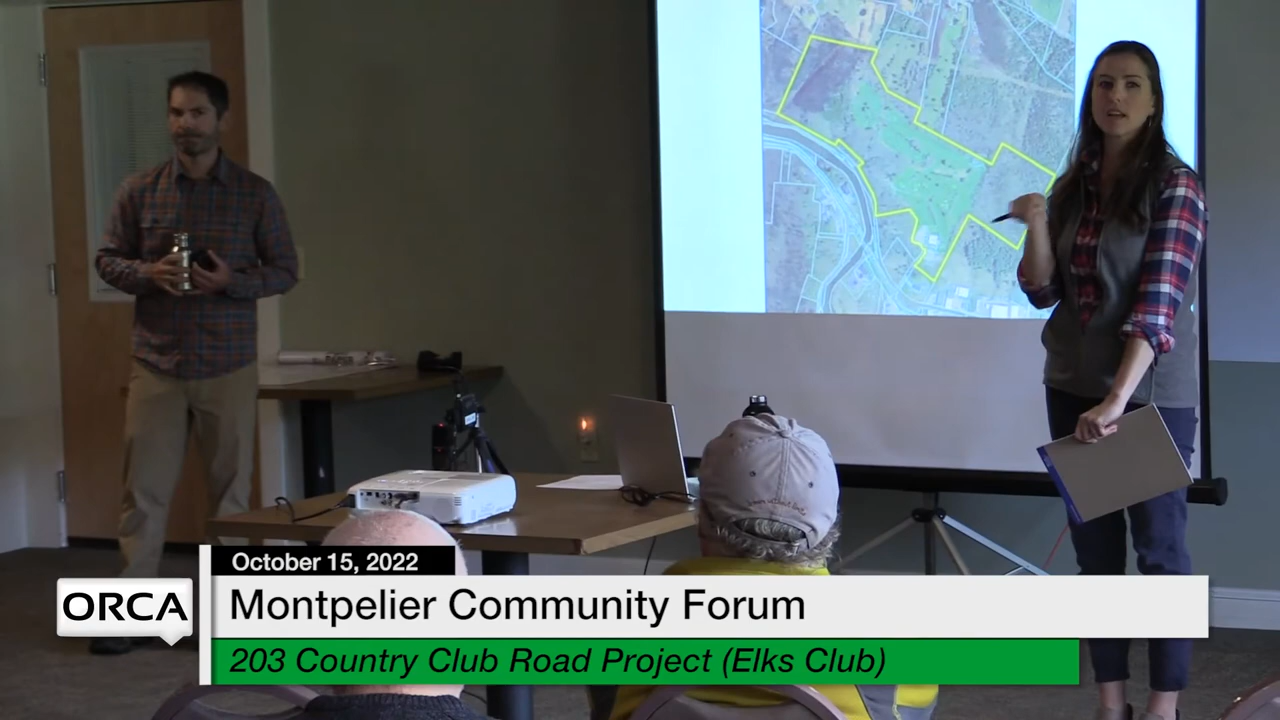 October 15, 2022
ORCA
Montpelier Community Forum
203 Country Club Road Project (Elks Club)